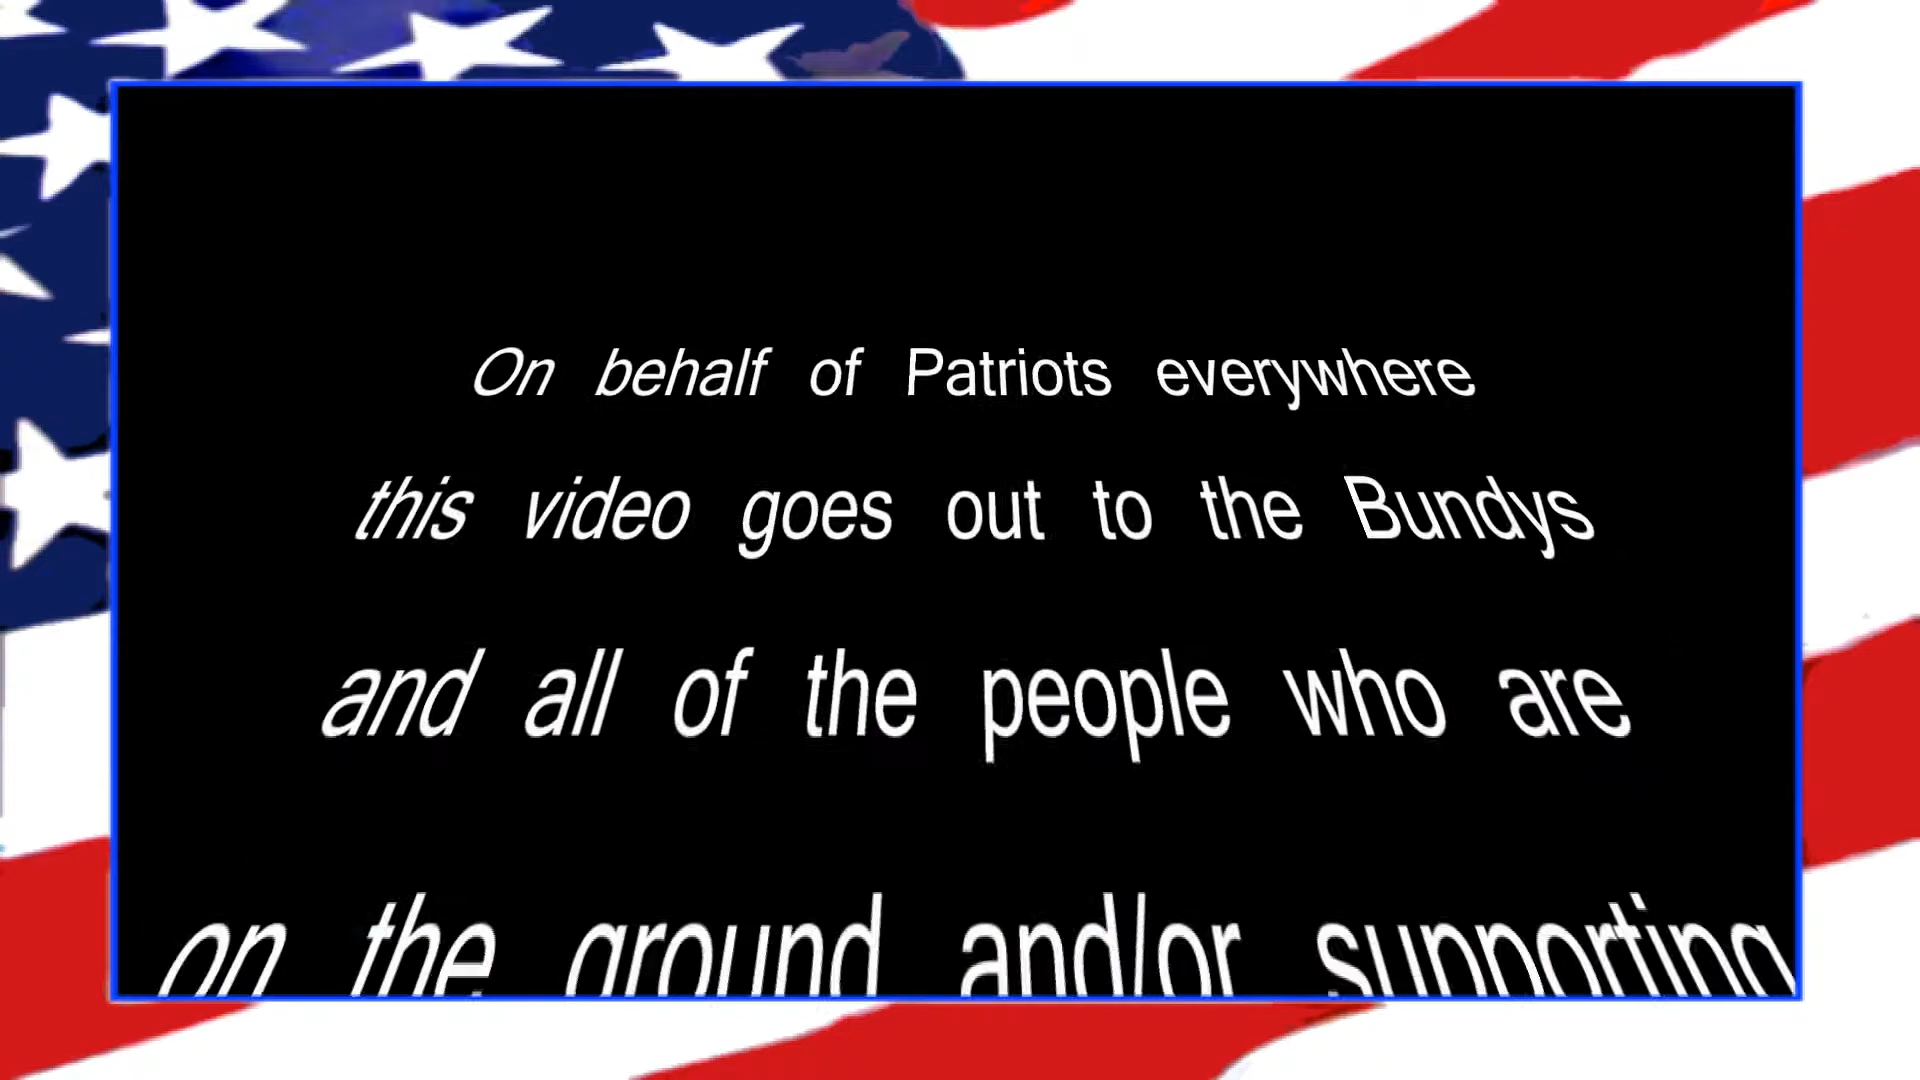 On behalf of Patriots everywhere
this video goes out to the Bundys
and all of the people who are
on the ground and/or supporting